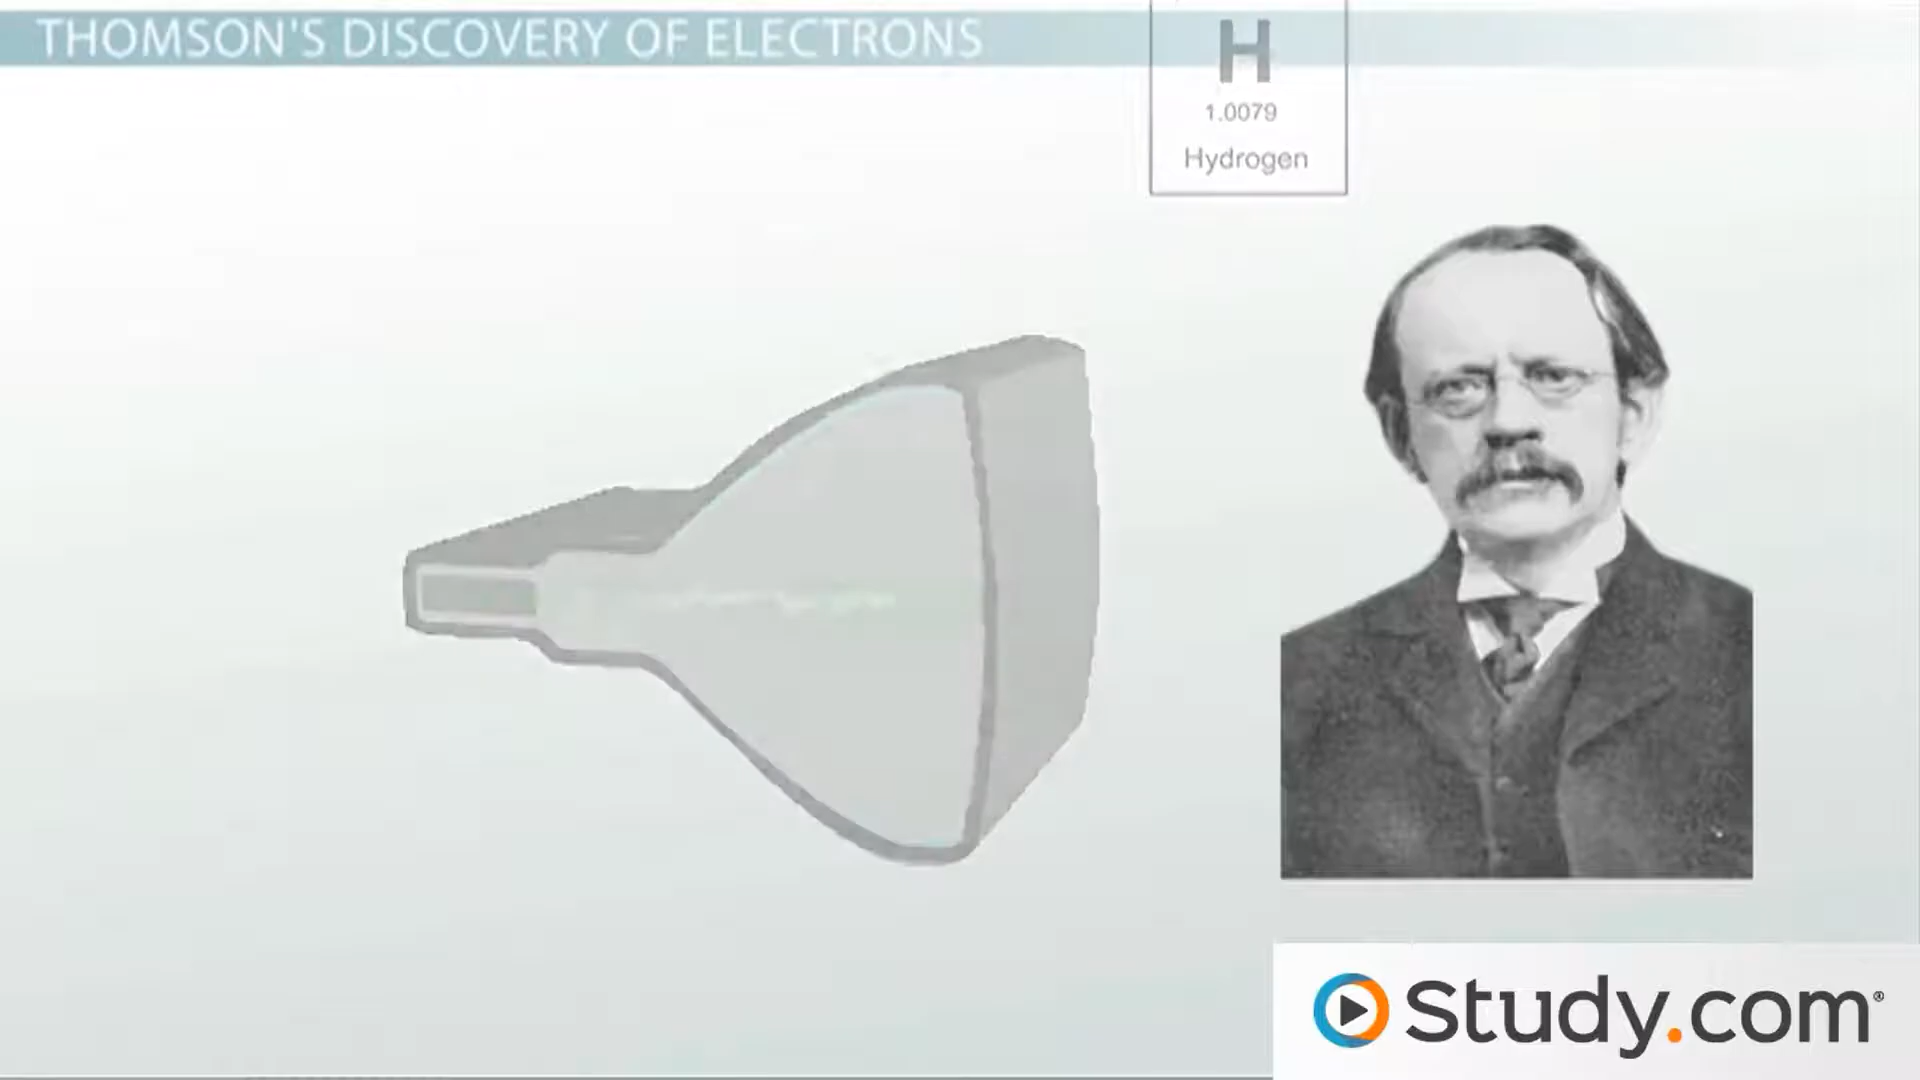 THOMSON'S DISCOVERY OF ELECTRONS
H
1.0079
Hydrogen
Study.com®